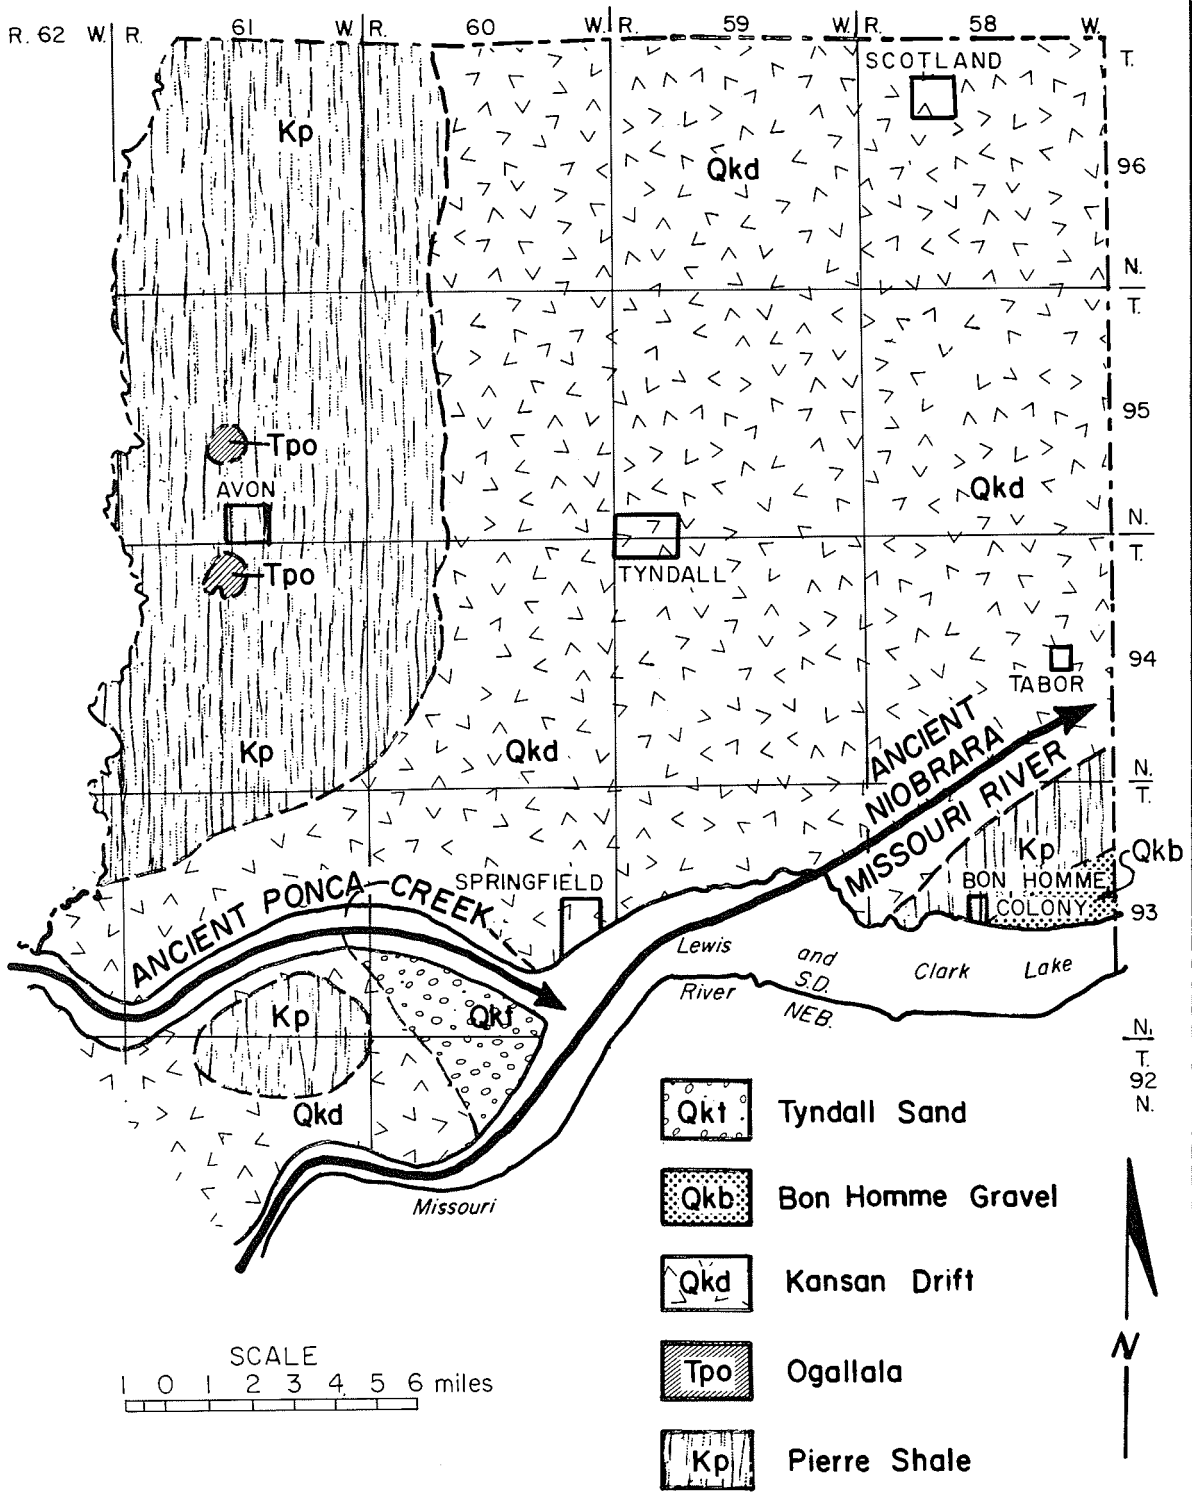 R. 62 W. R. 61 W. R. 60 W. R. 59 W. R. 58 W.
SCOTLAND
T.
96
N.
Kp
Qkd
T.
95
N.
Tpo
AVON
Qkd
Tpo
TYNDALL
T.
94
N.
TABOR
Kp
Qkd
ANCIENT
NIOBRARA
MISSOURI RIVER
T.
93
N.
Kp
Qkb
BON HOMME
COLONY
ANCIENT PONCA CREEK
SPRINGFIELD
Lewis and Clark Lake
River
S.D.
NEB.
Kp
Qkt
Qkd
Missouri
T.
92
N.
Qkt Tyndall Sand
Qkb Bon Homme Gravel
Qkd Kansan Drift
Tpo Ogallala
Kp Pierre Shale
SCALE
1 0 1 2 3 4 5 6 miles
N